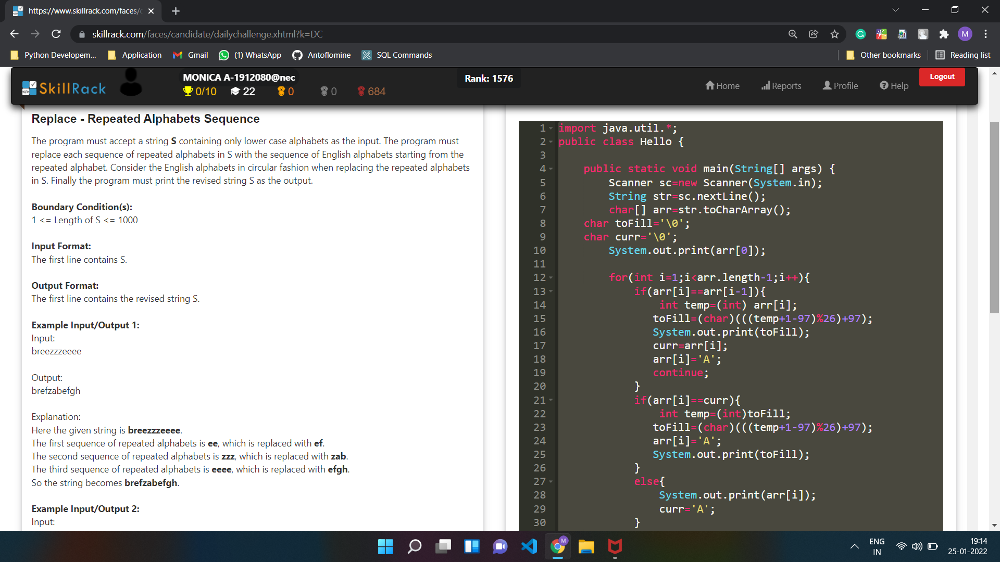 https://www.skillrack.com/faces/c
skillrack.com/faces/candidate/dailychallenge.xhtml?k=DC
M
Python Developem...
Application
Gmail
(1) WhatsApp
Antoflomine
SQL Commands
Other bookmarks
Reading list
SkillRack
MONICA A-1912080@nec
0/10 22 0 0 684
Rank: 1576
Home
Reports
Profile
Help
Logout
Replace - Repeated Alphabets Sequence
The program must accept a string S containing only lower case alphabets as the input. The program must
replace each sequence of repeated alphabets in S with the sequence of English alphabets starting from the
repeated alphabet. Consider the English alphabets in circular fashion when replacing the repeated alphabets
in S. Finally the program must print the revised string S as the output.
Boundary Condition(s):
1 <= Length of S <= 1000
Input Format:
The first line contains S.
Output Format:
The first line contains the revised string S.
Example Input/Output 1:
Input:
breezzzeeee
Output:
brefzabefgh
Explanation:
Here the given string is breezzzeeee.
The first sequence of repeated alphabets is ee, which is replaced with ef.
The second sequence of repeated alphabets is zzz, which is replaced with zab.
The third sequence of repeated alphabets is eeee, which is replaced with efgh.
So the string becomes brefzabefgh.
Example Input/Output 2:
Input:
1 import java.util.*;
2 public class Hello {
3
4 public static void main(String[] args) {
5 Scanner sc=new Scanner(System.in);
6 String str=sc.nextLine();
7 char[] arr=str.toCharArray();
8 char toFill='\0';
9 char curr='\0';
10 System.out.print(arr[0]);
11
12 for(int i=1;i<arr.length-1;i++){
13 if(arr[i]==arr[i-1]){
14 int temp=(int) arr[i];
15 toFill=(char)(((temp+1-97)%26)+97);
16 System.out.print(toFill);
17 curr=arr[i];
18 arr[i]='A';
19 continue;
20 }
21 if(arr[i]==curr){
22 int temp=(int)toFill;
23 toFill=(char)(((temp+1-97)%26)+97);
24 arr[i]='A';
25 System.out.print(toFill);
26 }
27 else{
28 System.out.print(arr[i]);
29 curr='A';
30 }
M
ENG
IN
19:14
25-01-2022